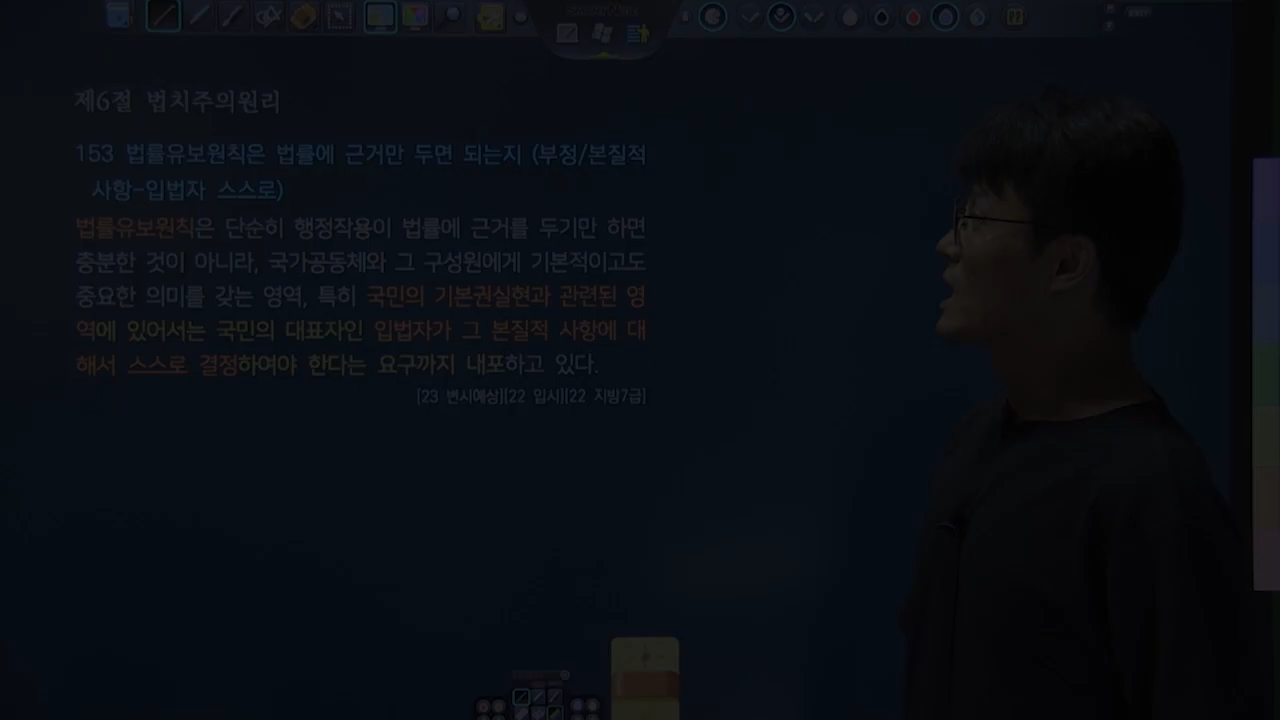 제6절 법치주의원리
153 법률유보원칙은 법률에 근거만 두면 되는지 (부정/본질적
사항-입법자 스스로)
법률유보원칙은 단순히 행정작용이 법률에 근거를 두기만 하면
충분한 것이 아니라, 국가공동체와 그 구성원에게 기본적이고도
중요한 의미를 갖는 영역, 특히 국민의 기본권실현과 관련된 영
역에 있어서는 국민의 대표자인 입법자가 그 본질적 사항에 대
해서 스스로 결정하여야 한다는 요구까지 내포하고 있다.
[23 변시예상][22 입시][22 지방7급]
EXIT